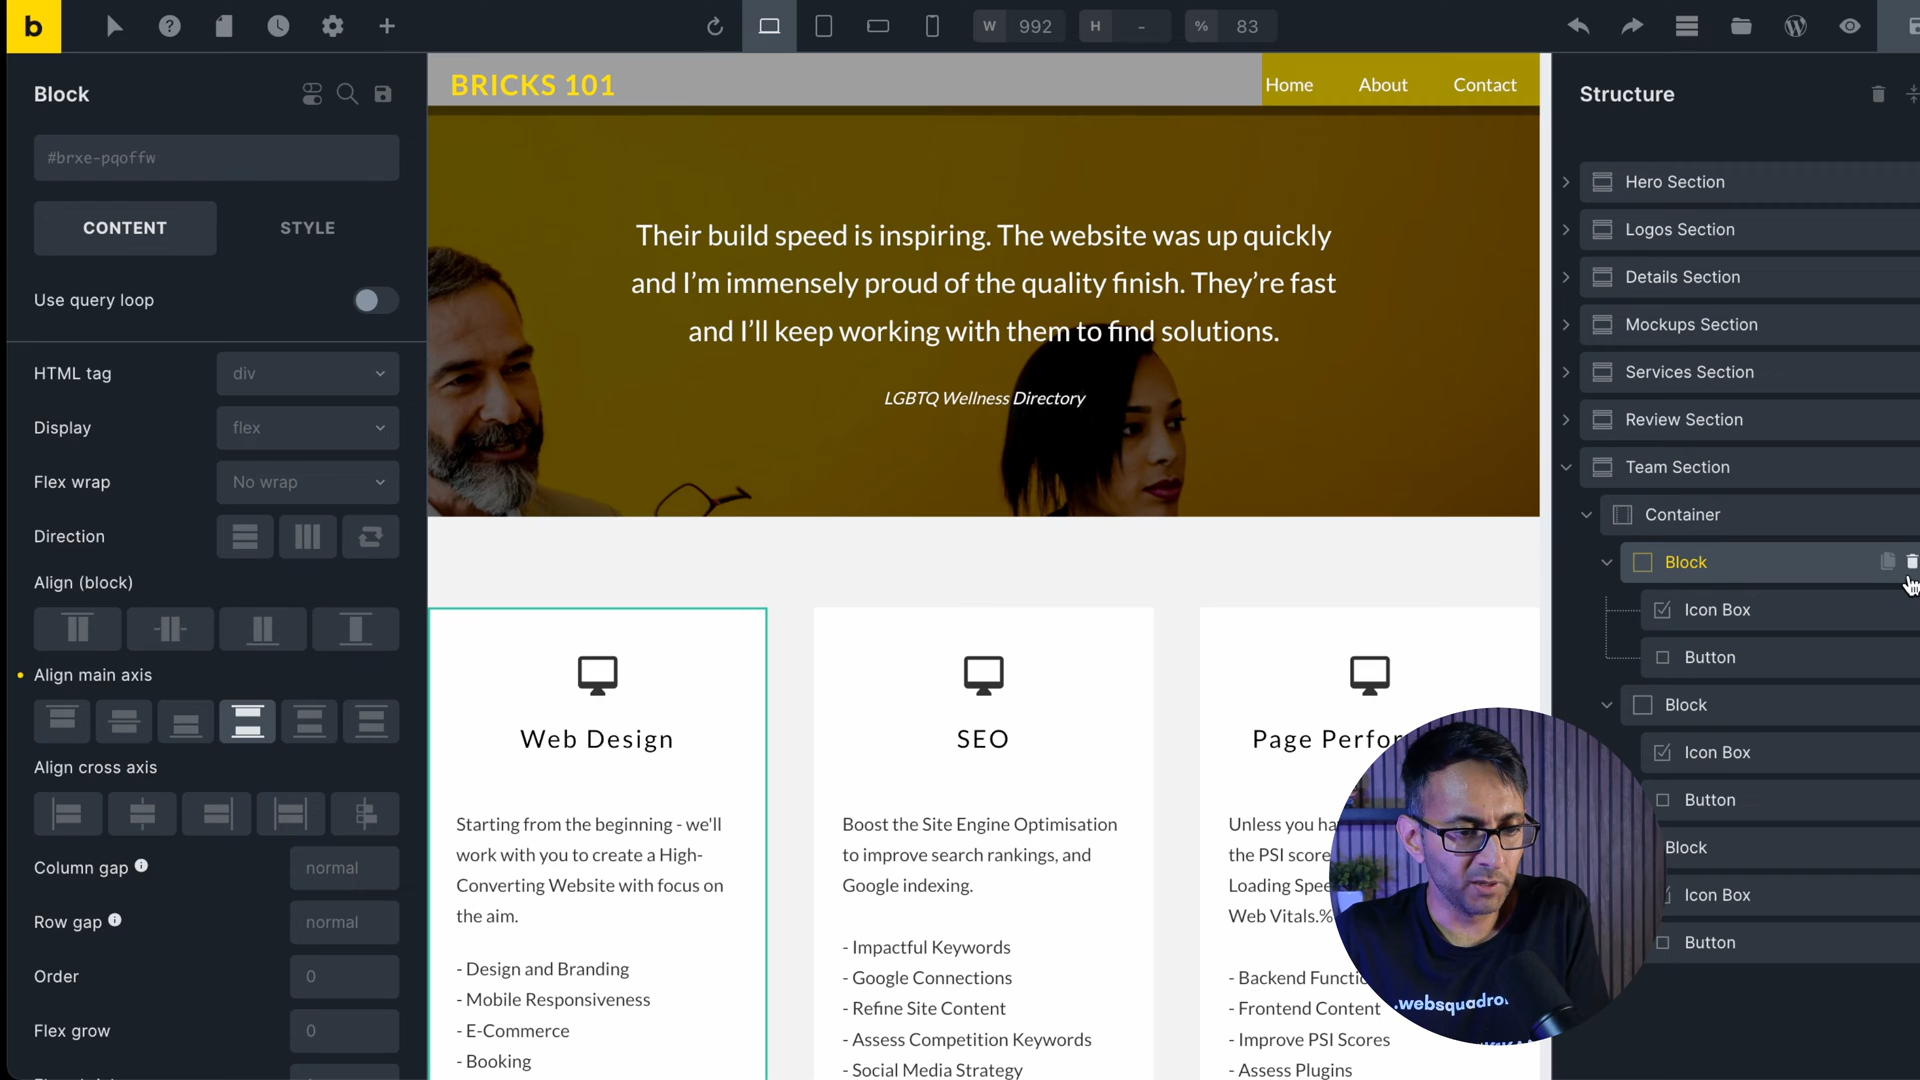 b
W 992
H -
% 83
Block
#brxe-pqoffw
CONTENT
STYLE
Use query loop
HTML tag
div
Display
flex
Flex wrap
No wrap
Direction
Align (block)
Align main axis
Align cross axis
Column gap
normal
Row gap
normal
Order
0
Flex grow
0
BRICKS 101
Home
About
Contact
Their build speed is inspiring. The website was up quickly
and I'm immensely proud of the quality finish. They're fast
and I'll keep working with them to find solutions.
LGBTQ Wellness Directory
Web Design
Starting from the beginning - we'll
work with you to create a High-
Converting Website with focus on
the aim.
- Design and Branding
- Mobile Responsiveness
- E-Commerce
- Booking
SEO
Boost the Site Engine Optimisation
to improve search rankings, and
Google indexing.
- Impactful Keywords
- Google Connections
- Refine Site Content
- Assess Competition Keywords
- Social Media Strategy
Page
Unless you
the PSI score
Loading
Web Vitals.%
- Backend
- Frontend Content
- Improve PSI Scores
- Assess Plugins
Structure
Hero Section
Logos Section
Details Section
Mockups Section
Services Section
Review Section
Team Section
Container
Block
Icon Box
Button
Block
Icon Box
Button
Block
Icon Box
Button